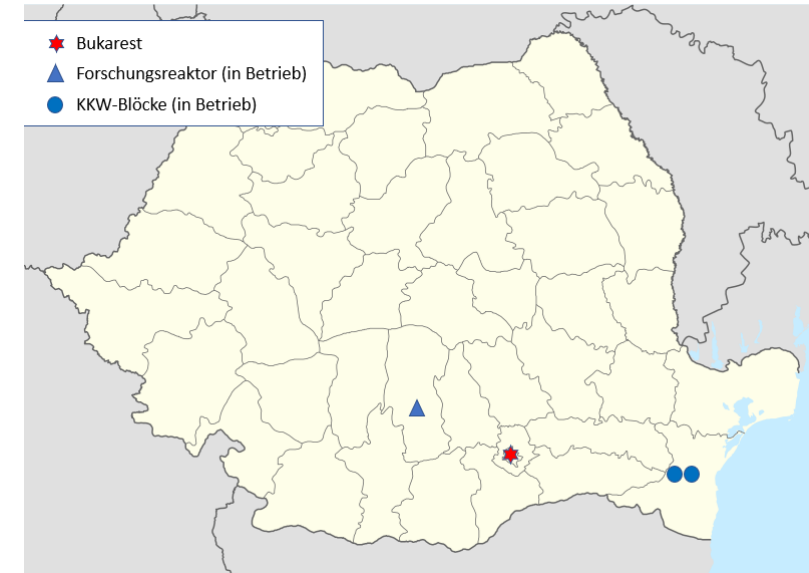 Bukarest
Forschungsreaktor (in Betrieb)
KKW-Blöcke (in Betrieb)